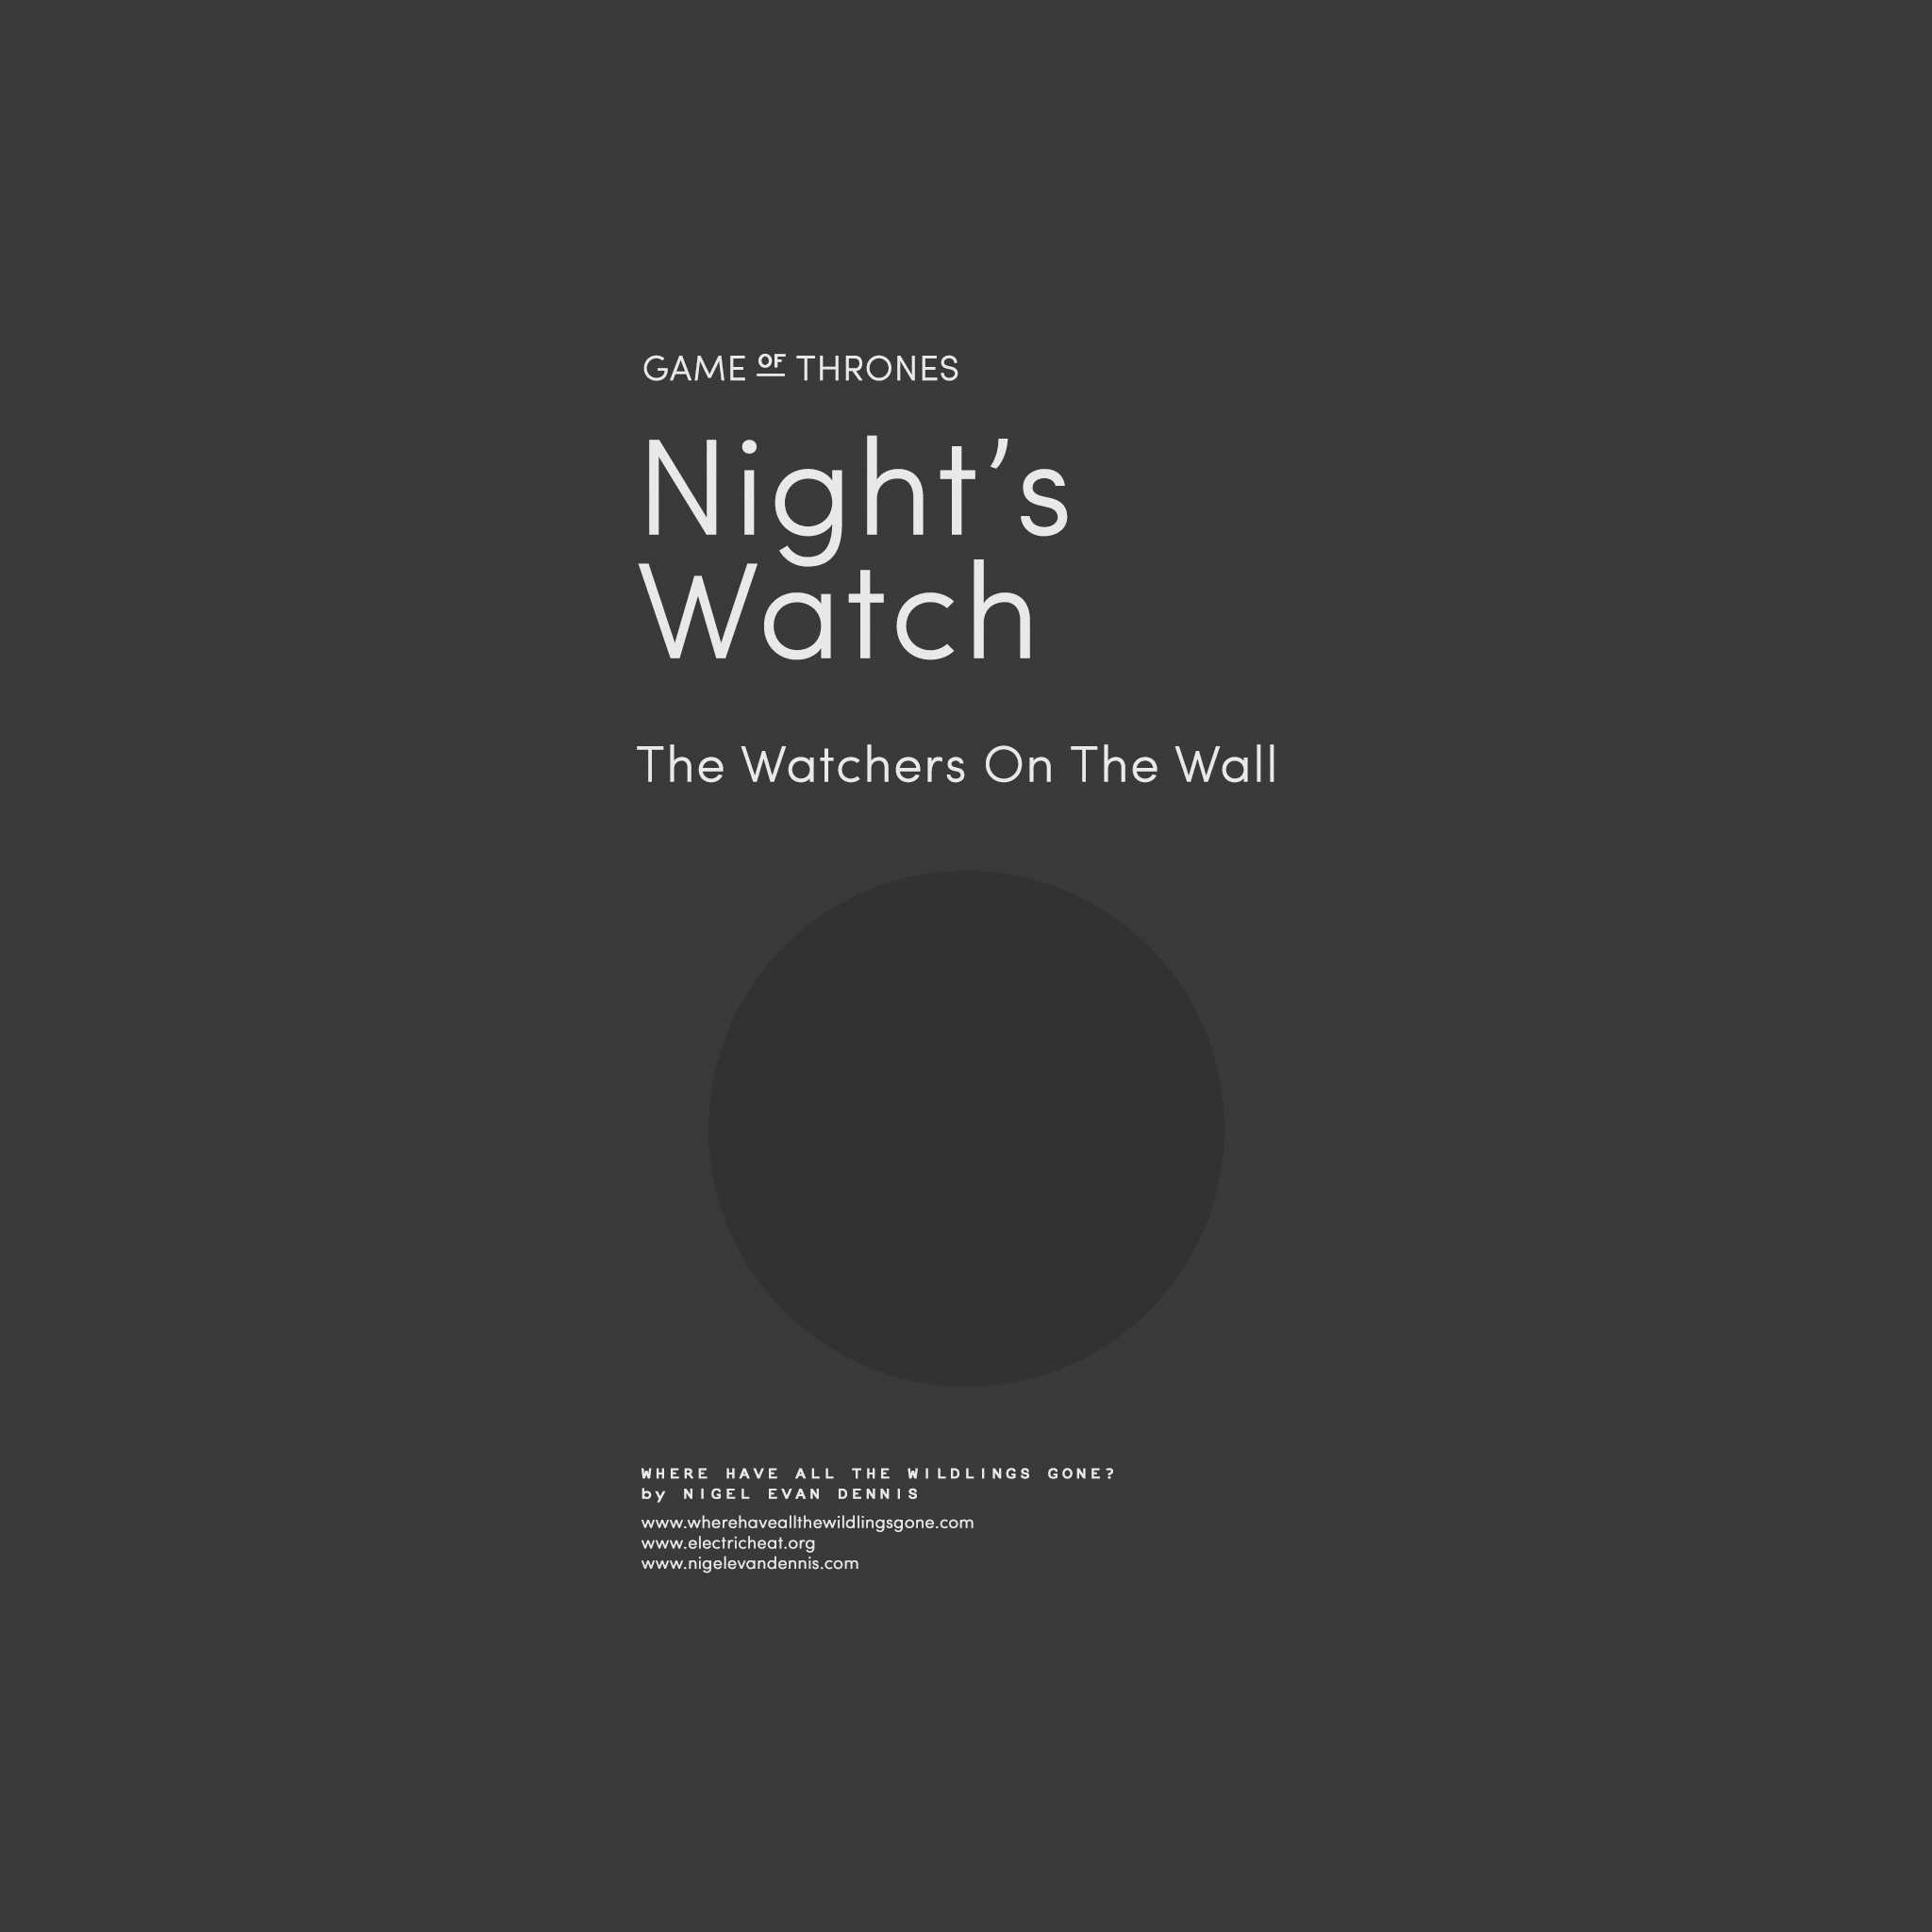 GAME OF THRONES
Night’s
Watch
The Watchers On The Wall
WHERE HAVE ALL THE WILDLINGS GONE?
by NIGEL EVAN DENNIS
www.wherehaveallthewildlingsgone.com
www.electricheat.org
www.nigelevandennis.com